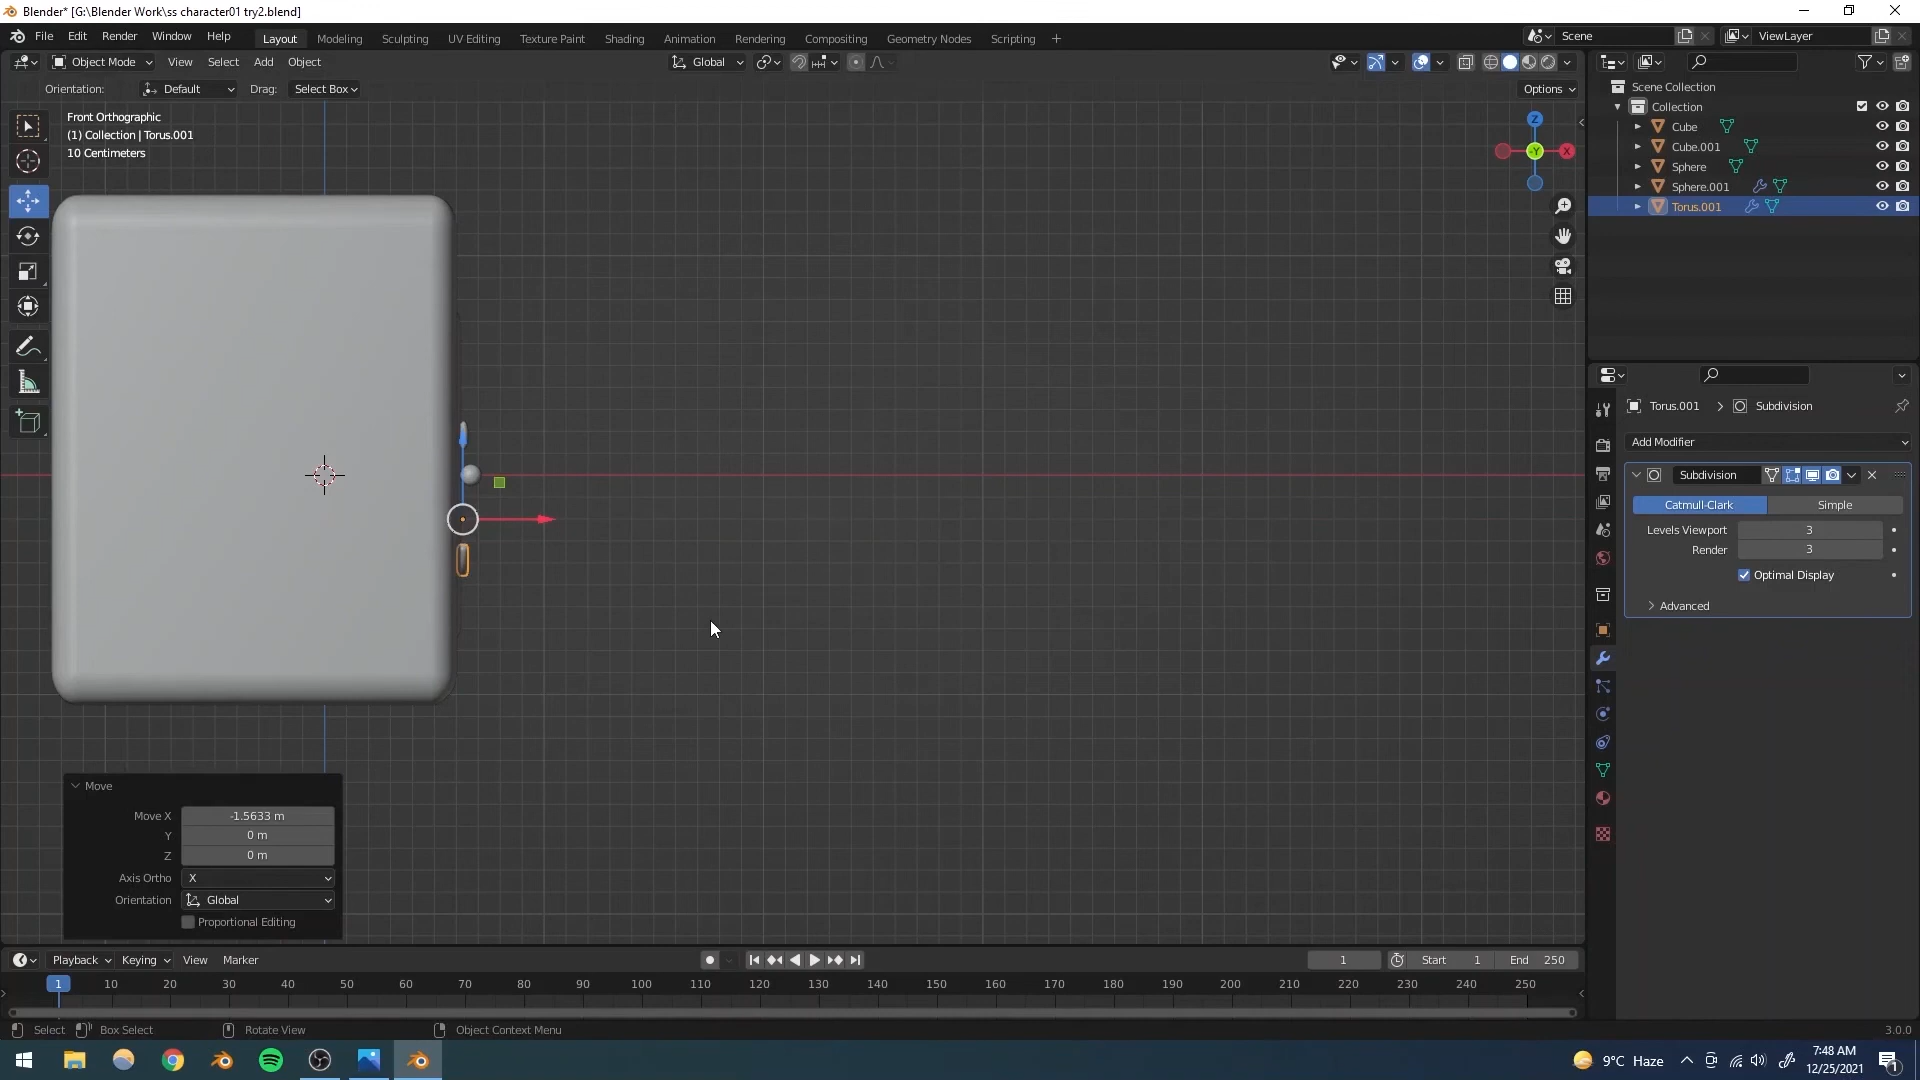 Blender* [G:\Blender Work\ss character01 try2.blend]
File Edit Render Window Help Layout Modeling Sculpting UV Editing Texture Paint Shading Animation Rendering Compositing Geometry Nodes Scripting + Scene ViewLayer
Object Mode View Select Add Object Global
Orientation: Default Drag: Select Box Options
Front Orthographic
(1) Collection | Torus.001
10 Centimeters
Z
-Y X
Scene Collection
Collection
Cube
Cube.001
Sphere
Sphere.001
Torus.001
Torus.001 > Subdivision
Add Modifier
Subdivision
Catmull-Clark Simple
Levels Viewport 3
Render 3
Optimal Display
Advanced
Move
Move X -1.5633 m
Y 0 m
Z 0 m
Axis Ortho X
Orientation Global
Proportional Editing
Playback Keying View Marker 1 Start 1 End 250
1 10 20 30 40 50 60 70 80 90 100 110 120 130 140 150 160 170 180 190 200 210 220 230 240 250
Select Box Select Rotate View Object Context Menu 3.0.0
9°C Haze 7:48 AM
12/25/2021 1